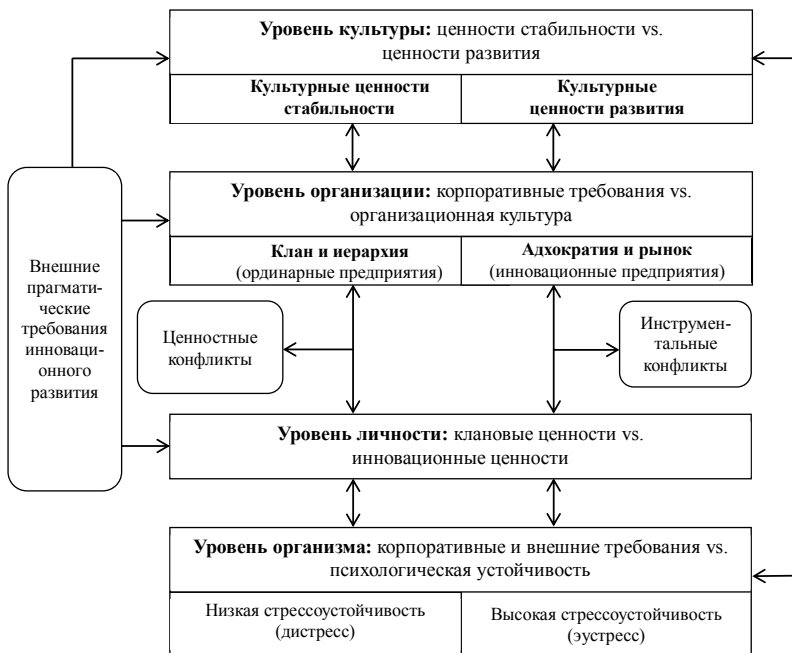 Уровень культуры: ценности стабильности vs.
ценности развития
Культурные ценности
стабильности
Культурные
ценности развития
Уровень организации: корпоративные требования vs.
организационная культура
Клан и иерархия
(ординарные предприятия)
Адхократия и рынок
(инновационные предприятия)
Внешние
прагмати-
ческие
требования
инноваци-
онного
развития
Ценностные
конфликты
Инструмен-
тальные
конфликты
Уровень личности: клановые ценности vs.
инновационные ценности
Уровень организма: корпоративные и внешние требования vs.
психологическая устойчивость
Низкая стрессоустойчивость
(дистресс)
Высокая стрессоустойчивость
(эустресс)